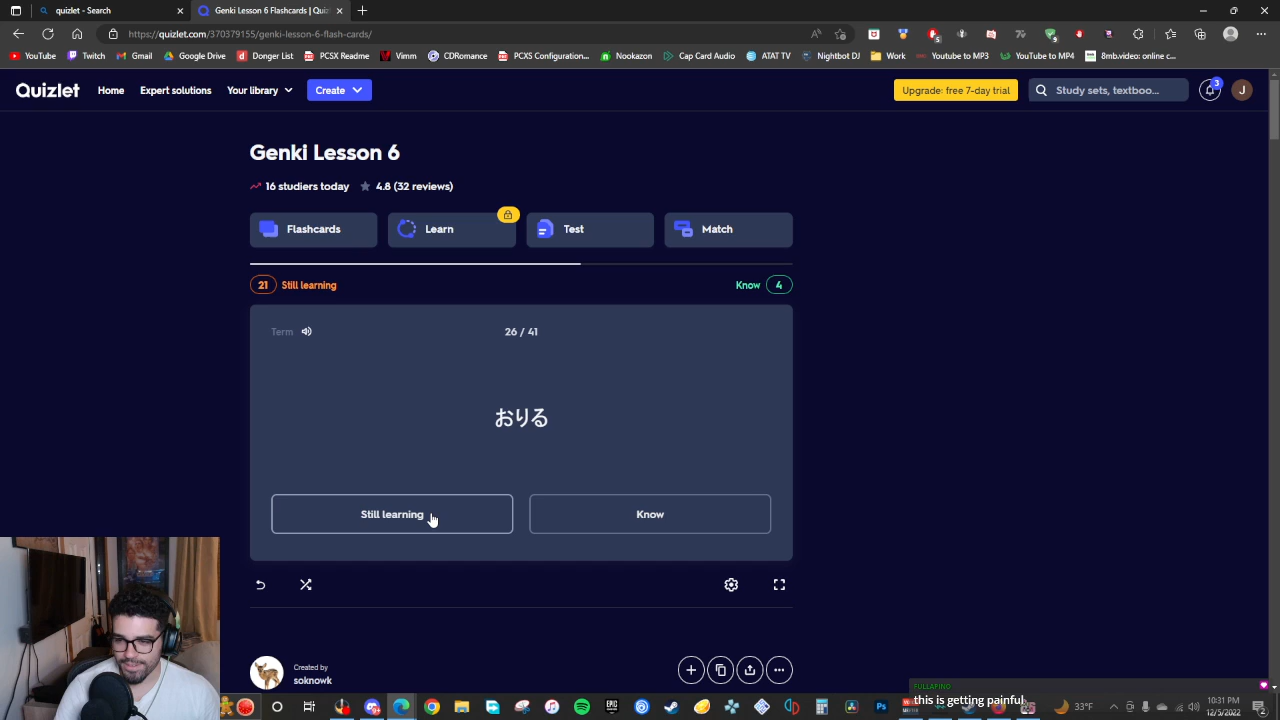 quizlet - Search
Genki Lesson 6 Flashcards | Quiz
https://quizlet.com/370379155/genki-lesson-6-flash-cards/
YouTube Twitch Gmail Google Drive Donger List PCSX Readme Vimm CDRomance PCSX Configuration... Nookazon Cap Card Audio ATAT TV Nightbot DJ Work YouTube to MP3 YouTube to MP4 8mb.video: online c...
Quizlet Home Expert solutions Your library Create Upgrade: free 7-day trial Study sets, textboo... 3 J
Genki Lesson 6
16 studiers today 4.8 (32 reviews)
Flashcards Learn Test Match
21 Still learning Know 4
Term 26 / 41
おりる
Still learning Know
Created by
soknowk
FULLAPINO
this is getting painful
33°F 10:31 PM
12/5/2022